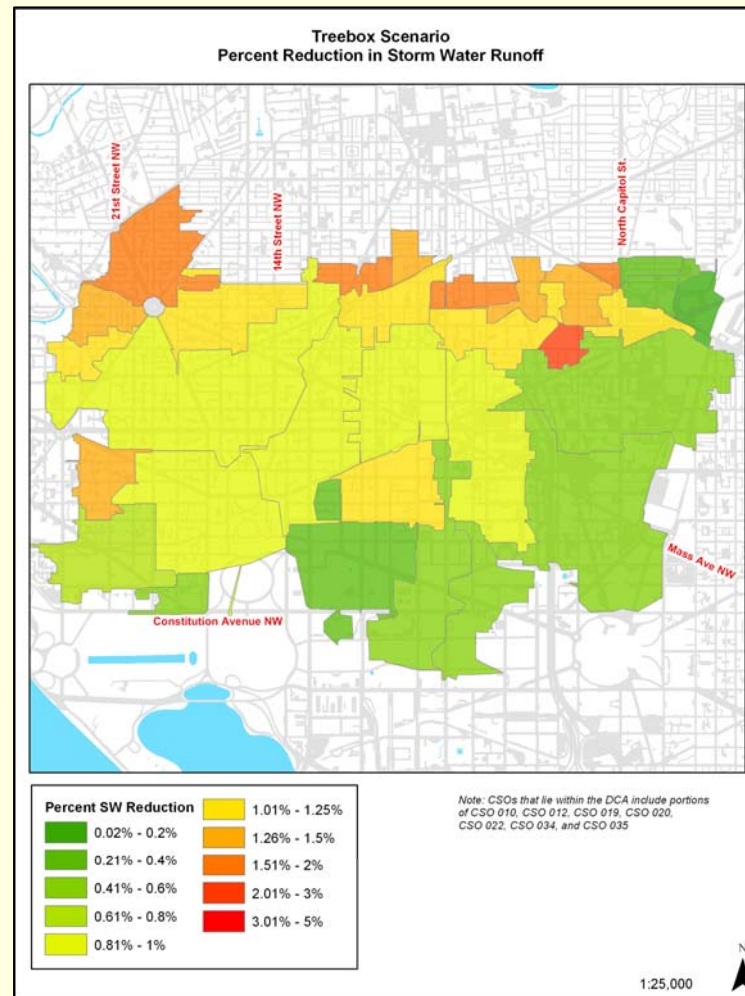 Treebox Scenario
Percent Reduction in Storm Water Runoff
21st Street NW
14th Street NW
North Capitol St.
Mass Ave NW
Constitution Avenue NW
Percent SW Reduction
0.02% - 0.2%
0.21% - 0.4%
0.41% - 0.6%
0.61% - 0.8%
0.81% - 1%
1.01% - 1.25%
1.26% - 1.5%
1.51% - 2%
2.01% - 3%
3.01% - 5%
Note: CSOs that lie within the DCA include portions
of CSO 010, CSO 012, CSO 019, CSO 020,
CSO 022, CSO 034, and CSO 035
N
1:25,000